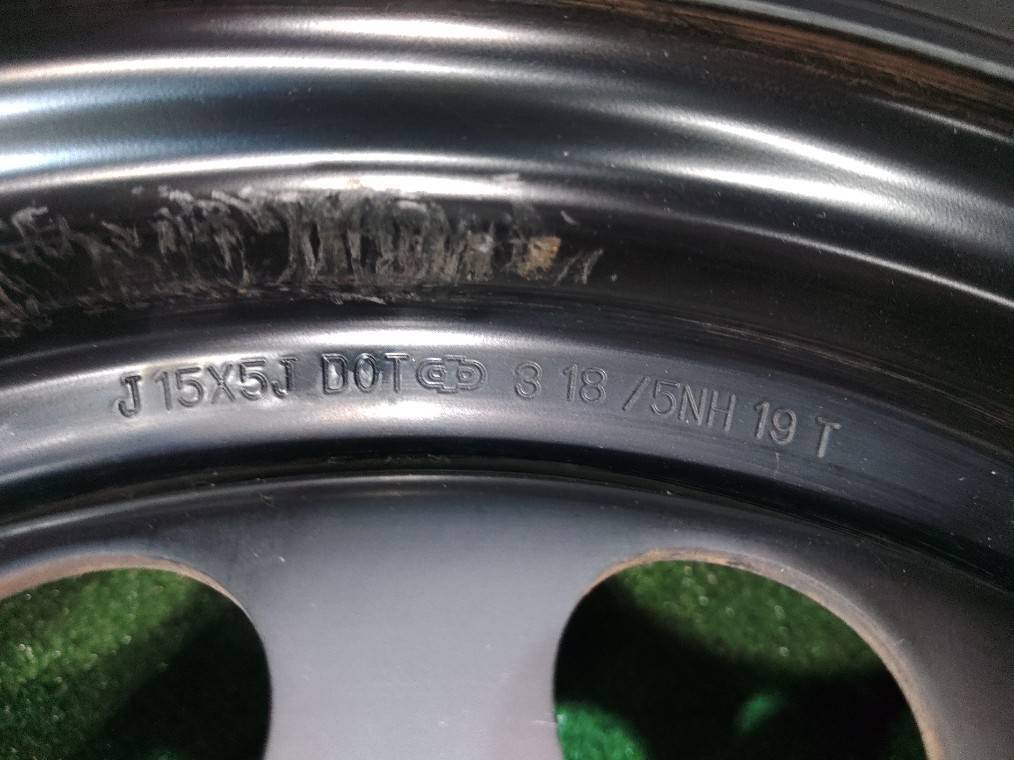 J 15X5J DOT 3 18 /5NH 19 T